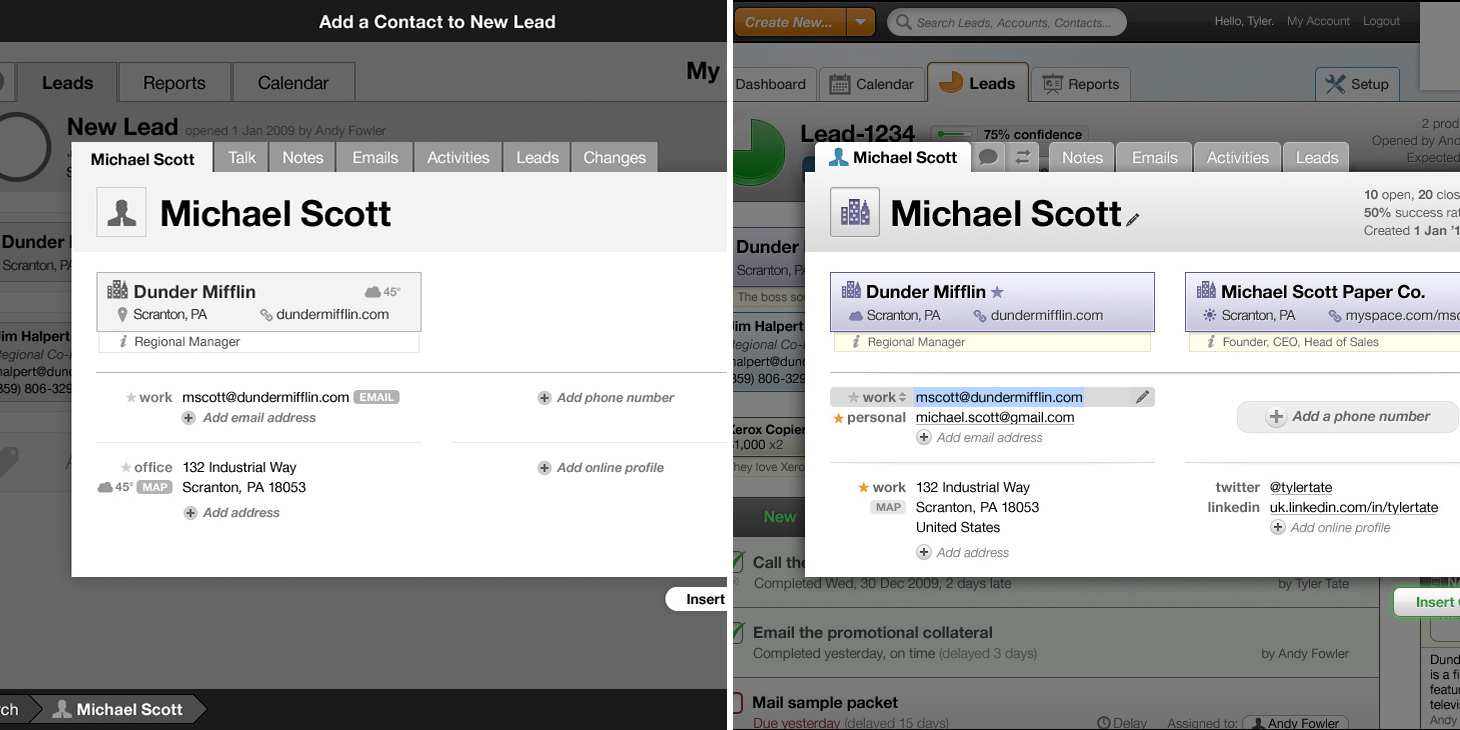 Add a Contact to New Lead
Leads Reports Calendar
My
New Lead opened 1 Jan 2009 by Andy Fowler
Michael Scott Talk Notes Emails Activities Leads Changes
Michael Scott
Dunder
Scranton, PA
Dunder Mifflin 45°
Scranton, PA dundermifflin.com
Regional Manager
Jim Halpert
Regional Co-
halpert@dund
859) 806-329
work mscott@dundermifflin.com EMAIL
Add email address
Add phone number
office 132 Industrial Way
45° MAP Scranton, PA 18053
Add address
Add online profile
Insert
rch Michael Scott
Create New... Search Leads, Accounts, Contacts... Hello, Tyler. My Account Logout
Dashboard Calendar Leads Reports Setup
Lead-1234 75% confidence
2 prod
Opened by And
Expected
Michael Scott Notes Emails Activities Leads
Michael Scott
10 open, 20 clos
50% success rat
Created 1 Jan '1
Dunder
Scranton, PA
The boss sou
Dunder Mifflin
Scranton, PA dundermifflin.com
Regional Manager
Michael Scott Paper Co.
Scranton, PA myspace.com/msc
Founder, CEO, Head of Sales
Jim Halpert
Regional Co-
halpert@dund
859) 806-329
work mscott@dundermifflin.com
personal michael.scott@gmail.com
Add email address
Add a phone number
Xerox Copier
$1,000 x2
They love Xero
work 132 Industrial Way
MAP Scranton, PA 18053
United States
Add address
twitter @tylertate
linkedin uk.linkedin.com/in/tylertate
Add online profile
New
Call the
Completed Wed, 30 Dec 2009, 2 days late by Tyler Tate
Insert
Email the promotional collateral
Completed yesterday, on time (delayed 3 days) by Andy Fowler
Mail sample packet
Due yesterday (delayed 15 days) Delay Assigned to: Andy Fowler
Dund
is a fi
featu
televi
Andy